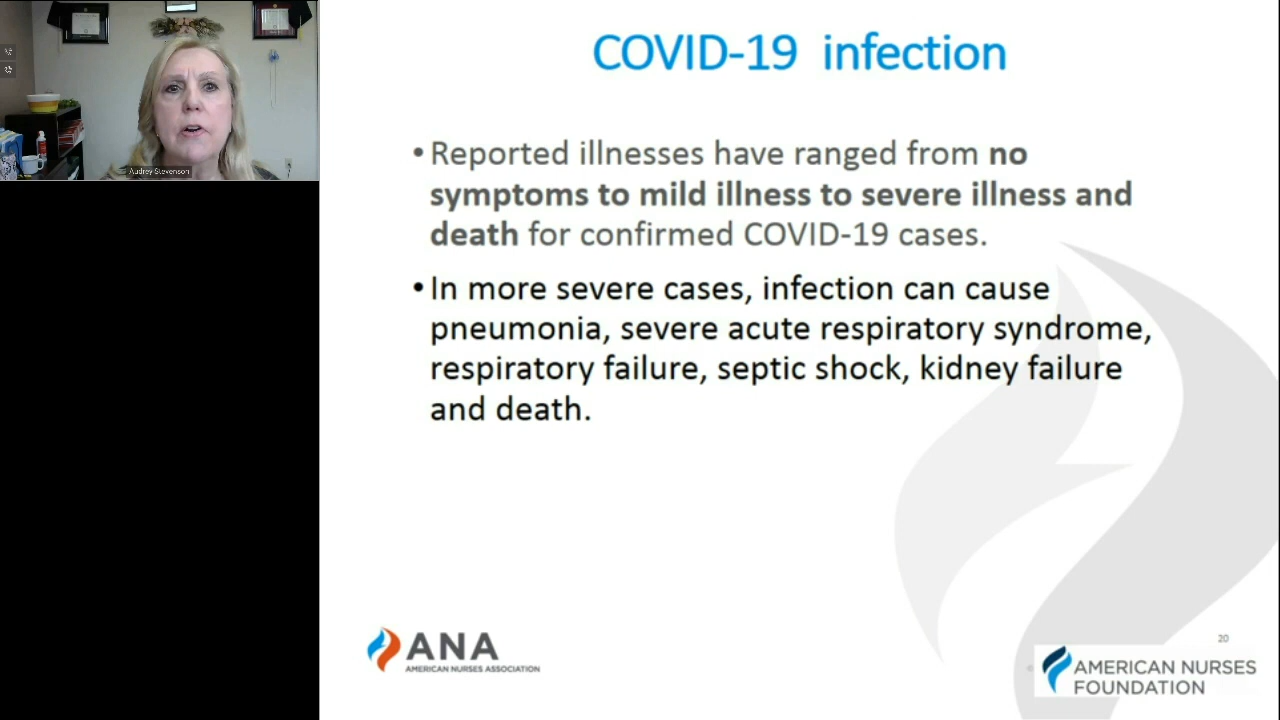 Audrey Stevenson
COVID-19 infection
• Reported illnesses have ranged from no
symptoms to mild illness to severe illness and
death for confirmed COVID-19 cases.
• In more severe cases, infection can cause
pneumonia, severe acute respiratory syndrome,
respiratory failure, septic shock, kidney failure
and death.
ANA
AMERICAN NURSES ASSOCIATION
20
AMERICAN NURSES
FOUNDATION